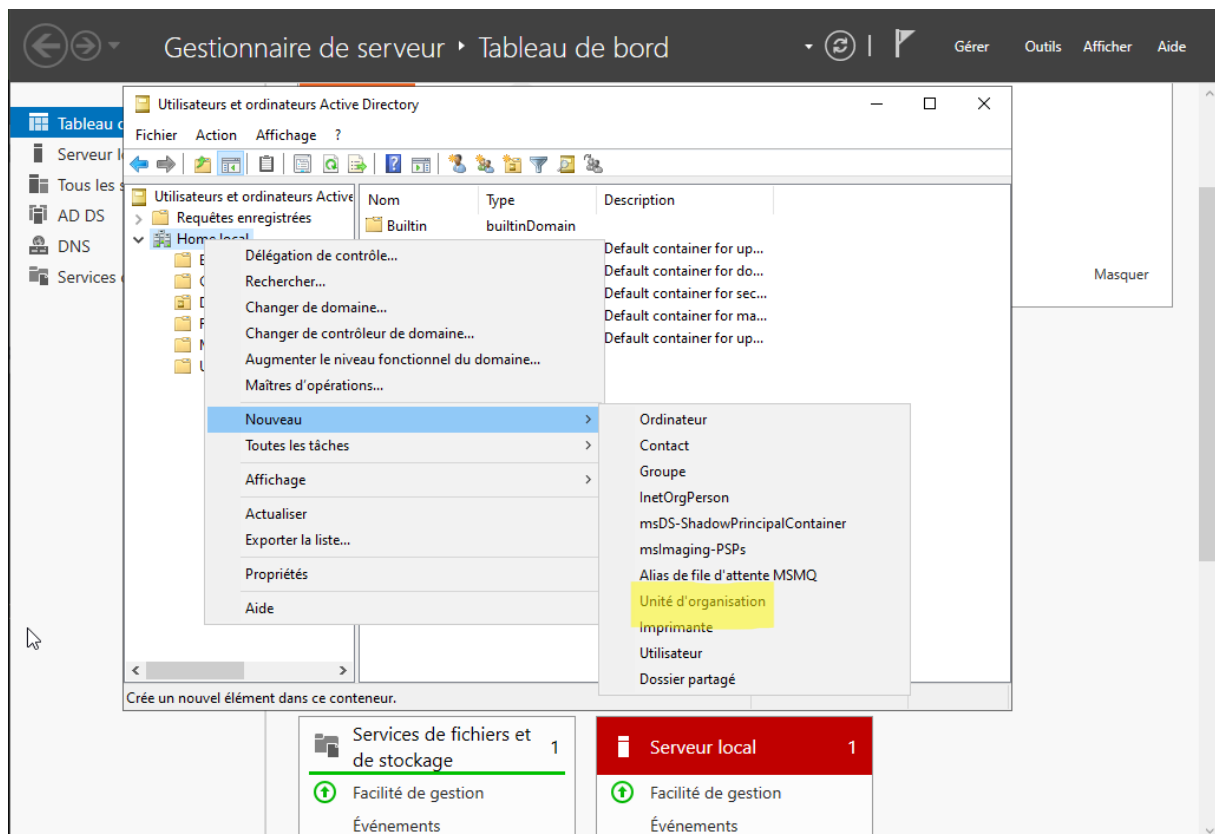 Gestionnaire de serveur ‣ Tableau de bord
Gérer Outils Afficher Aide
Utilisateurs et ordinateurs Active Directory
Fichier Action Affichage ?
Tableau
Serveur
Tous les
AD DS
DNS
Services
Utilisateurs et ordinateurs Active
Requêtes enregistrées
Home.local
Nom Type Description
Builtin builtinDomain
Default container for up...
Default container for do...
Default container for sec...
Default container for ma...
Default container for up...
Masquer
Délégation de contrôle...
Rechercher...
Changer de domaine...
Changer de contrôleur de domaine...
Augmenter le niveau fonctionnel du domaine...
Maîtres d'opérations...
Nouveau
Toutes les tâches
Affichage
Actualiser
Exporter la liste...
Propriétés
Aide
Ordinateur
Contact
Groupe
InetOrgPerson
msDS-ShadowPrincipalContainer
msImaging-PSPs
Alias de file d'attente MSMQ
Unité d'organisation
Imprimante
Utilisateur
Dossier partagé
Crée un nouvel élément dans ce conteneur.
Services de fichiers et
de stockage
1
Facilité de gestion
Événements
Serveur local 1
Facilité de gestion
Événements